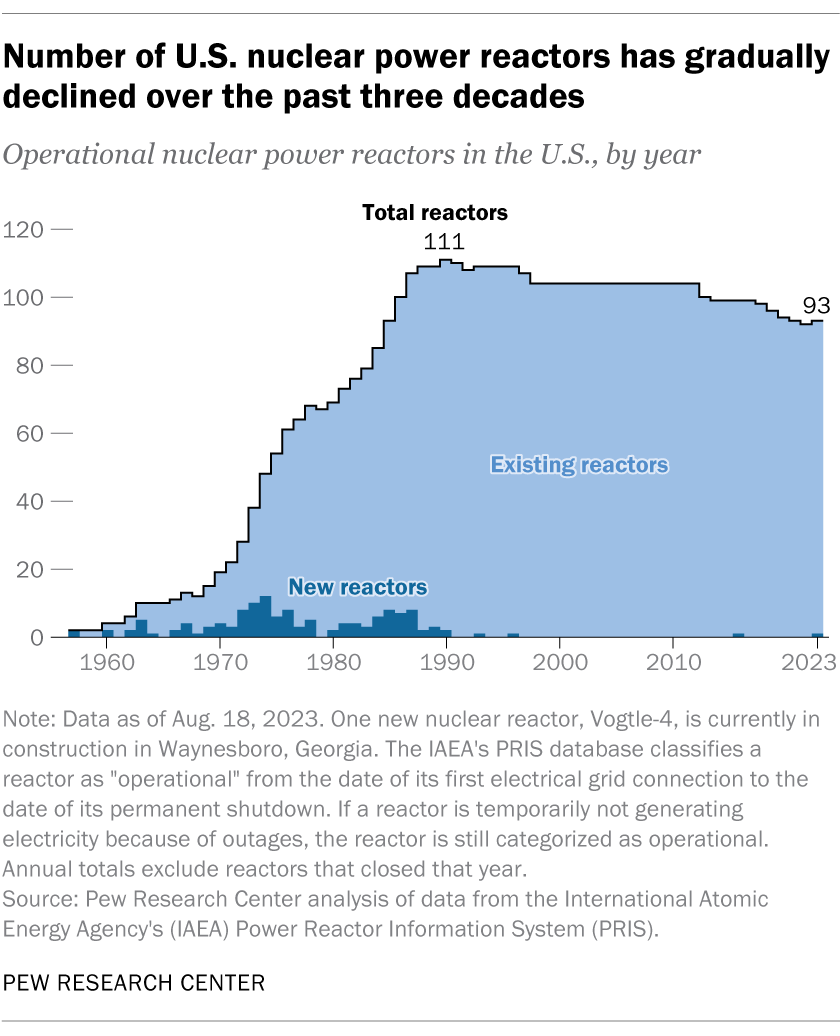 Number of U.S. nuclear power reactors has gradually
declined over the past three decades
Operational nuclear power reactors in the U.S., by year
Total reactors
111
93
120
100
80
60
40
20
0
Existing reactors
New reactors
1960
1970
1980
1990
2000
2010
2023
Note: Data as of Aug. 18, 2023. One new nuclear reactor, Vogtle-4, is currently in
construction in Waynesboro, Georgia. The IAEA's PRIS database classifies a
reactor as "operational" from the date of its first electrical grid connection to the
date of its permanent shutdown. If a reactor is temporarily not generating
electricity because of outages, the reactor is still categorized as operational.
Annual totals exclude reactors that closed that year.
Source: Pew Research Center analysis of data from the International Atomic
Energy Agency's (IAEA) Power Reactor Information System (PRIS).
PEW RESEARCH CENTER